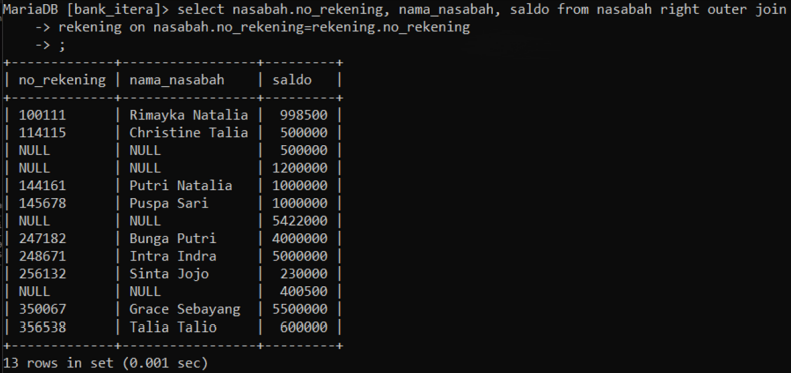 MariaDB [bank_itera]> select nasabah.no_rekening, nama_nasabah, saldo from nasabah right outer join
    -> rekening on nasabah.no_rekening=rekening.no_rekening
    -> ;
+-------------+-----------------+---------+
| no_rekening | nama_nasabah    | saldo   |
+-------------+-----------------+---------+
| 100111      | Rimayka Natalia |  998500 |
| 114115      | Christine Talia |  500000 |
| NULL        | NULL            |  500000 |
| NULL        | NULL            | 1200000 |
| 144161      | Putri Natalia   | 1000000 |
| 145678      | Puspa Sari      | 1000000 |
| NULL        | NULL            | 5422000 |
| 247182      | Bunga Putri     | 4000000 |
| 248671      | Intra Indra     | 5000000 |
| 256132      | Sinta Jojo      |  230000 |
| NULL        | NULL            |  400500 |
| 350067      | Grace Sebayang  | 5500000 |
| 356538      | Talia Talio     |  600000 |
+-------------+-----------------+---------+
13 rows in set (0.001 sec)